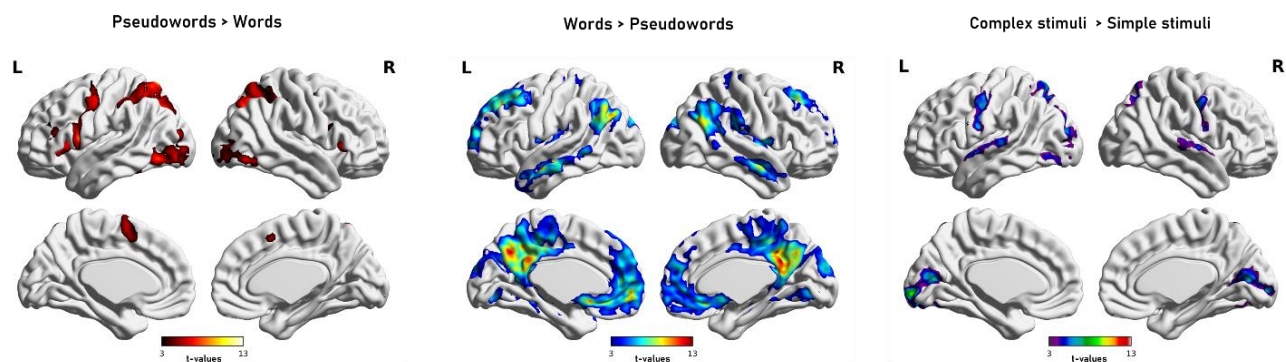 Pseudowords > Words
L
R
3
13
t-values
Words > Pseudowords
L
R
3
13
t-values
Complex stimuli > Simple stimuli
L
R
3
13
t-values